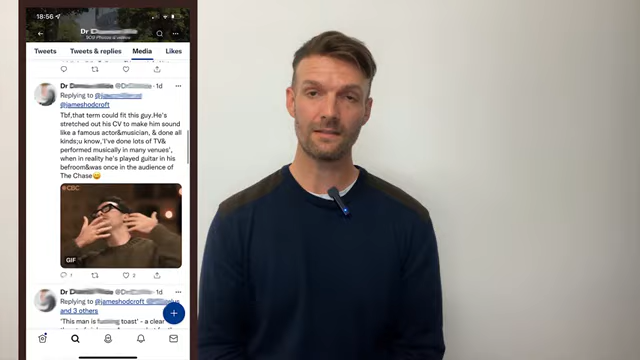 18:56
Dr
Tweets Tweets & replies Media Likes
Dr · 1d
Replying to
@jameshodcroft
Tbf,that term could fit this guy.He's
stretched out his CV to make him sound
like a famous actor&musician, & done all
kinds;u know,'I've done lots of TV&
performed musically in many venues',
when in reality he's played guitar in his
befroom&was once in the audience of
The Chase😄
CBC
GIF
1 2
Dr · 1d
Replying to @jameshodcroft
and 3 others
'This man is toast' - a clear